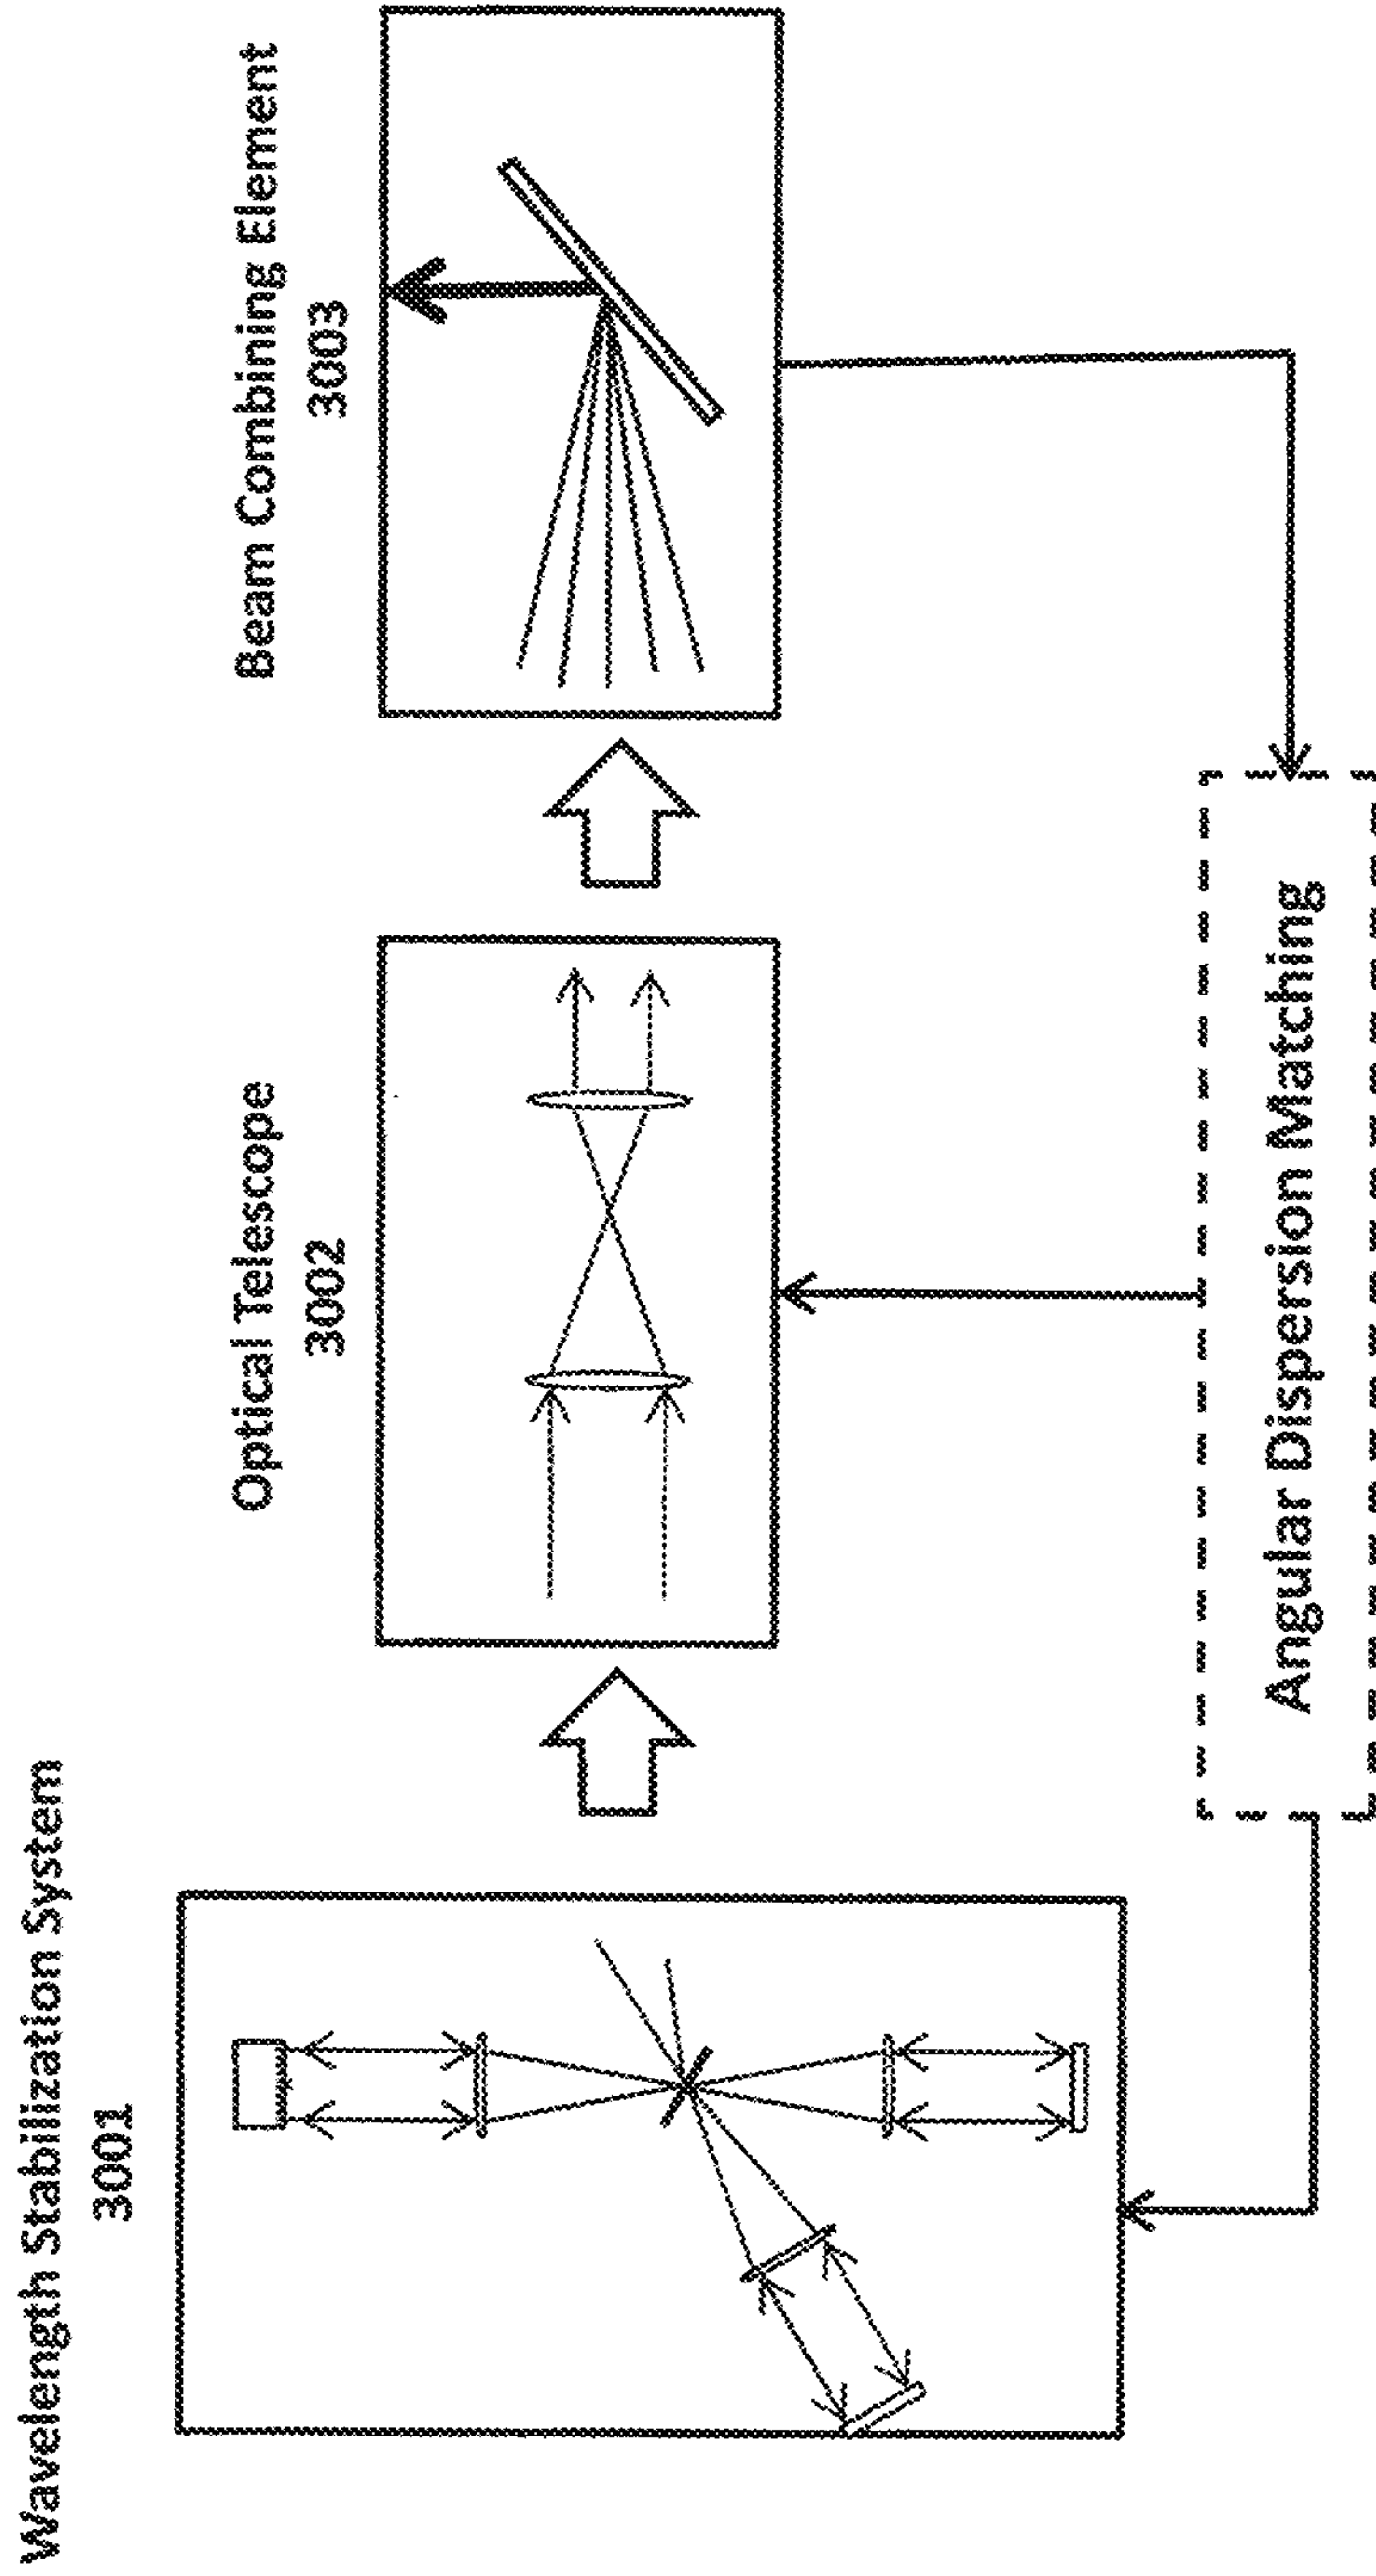 Wavelength Stabilization System
3001
Optical Telescope
3002
Beam Combining Element
3003
Angular Dispersion Matching